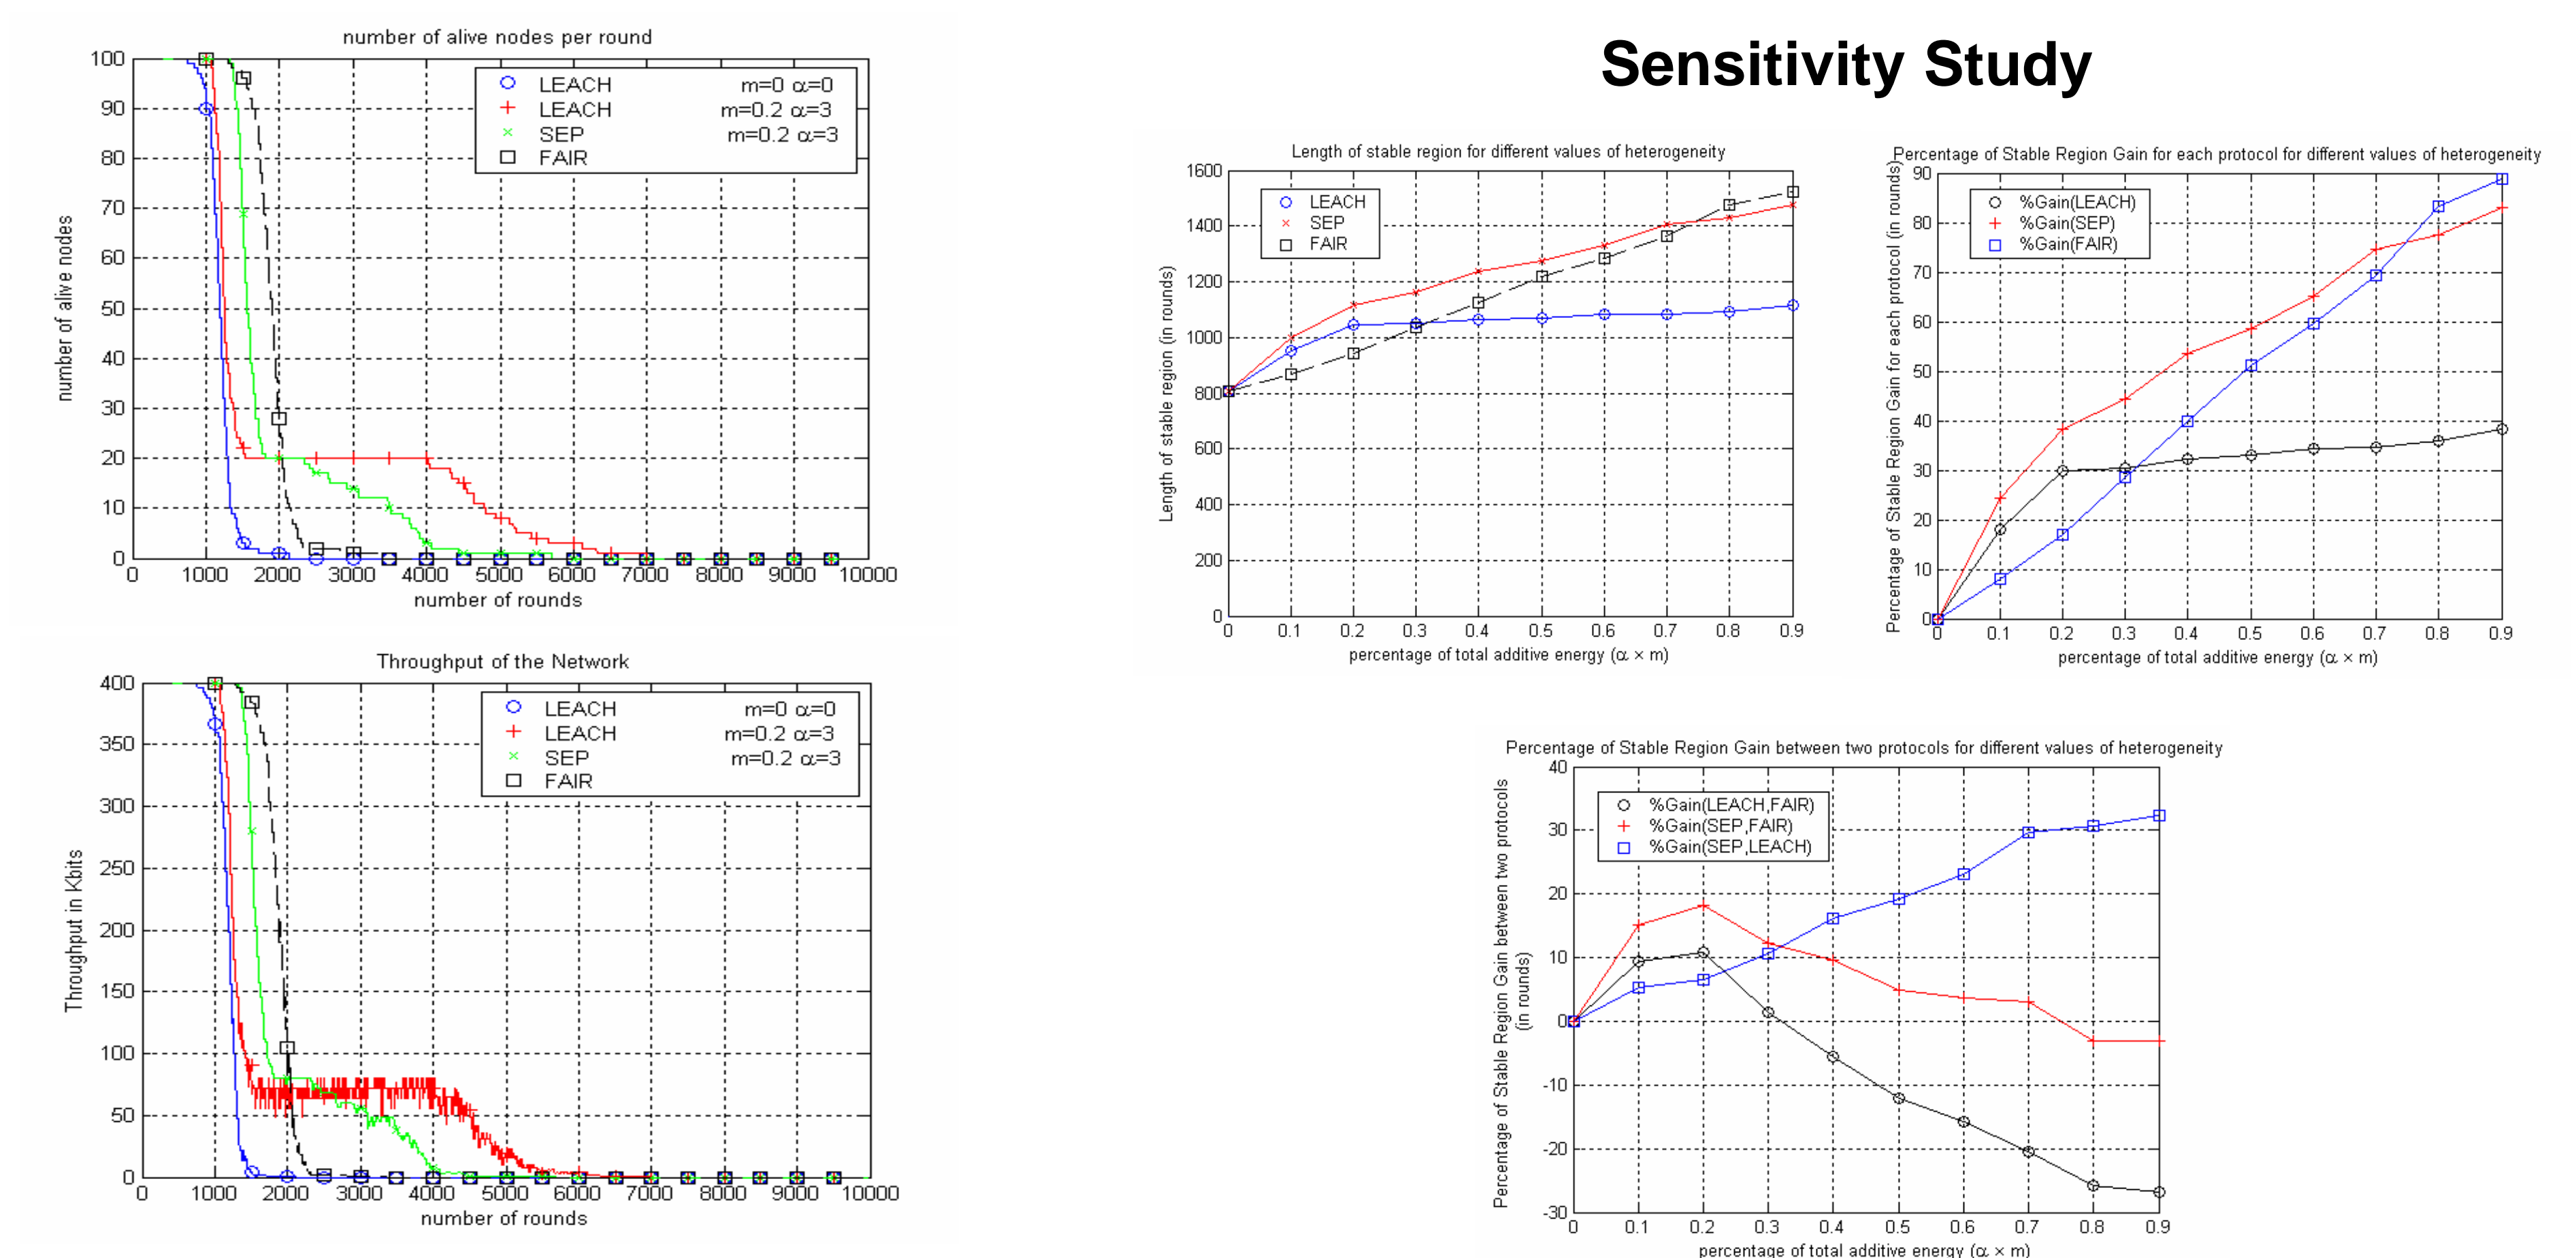 number of alive nodes per round
100
90
80
70
60
50
40
30
20
10
0
number of alive nodes
LEACH m=0 α=0
LEACH m=0.2 α=3
SEP m=0.2 α=3
FAIR
0 1000 2000 3000 4000 5000 6000 7000 8000 9000 10000
number of rounds
Throughput of the Network
400
350
300
250
200
150
100
50
0
Throughput in Kbits
LEACH m=0 α=0
LEACH m=0.2 α=3
SEP m=0.2 α=3
FAIR
0 1000 2000 3000 4000 5000 6000 7000 8000 9000 10000
number of rounds
Sensitivity Study
Length of stable region for different values of heterogeneity
1600
1400
1200
1000
800
600
400
200
0
Length of stable region (in rounds)
LEACH
SEP
FAIR
0 0.1 0.2 0.3 0.4 0.5 0.6 0.7 0.8 0.9
percentage of total additive energy (α × m)
Percentage of Stable Region Gain for each protocol for different values of heterogeneity
90
80
70
60
50
40
30
20
10
0
Percentage of Stable Region Gain for each protocol (in rounds)
%Gain(LEACH)
%Gain(SEP)
%Gain(FAIR)
0 0.1 0.2 0.3 0.4 0.5 0.6 0.7 0.8 0.9
percentage of total additive energy (α × m)
Percentage of Stable Region Gain between two protocols for different values of heterogeneity
40
30
20
10
0
-10
-20
-30
Percentage of Stable Region Gain between two protocols
(in rounds)
%Gain(LEACH,FAIR)
%Gain(SEP,FAIR)
%Gain(SEP,LEACH)
0 0.1 0.2 0.3 0.4 0.5 0.6 0.7 0.8 0.9
percentage of total additive energy (α × m)